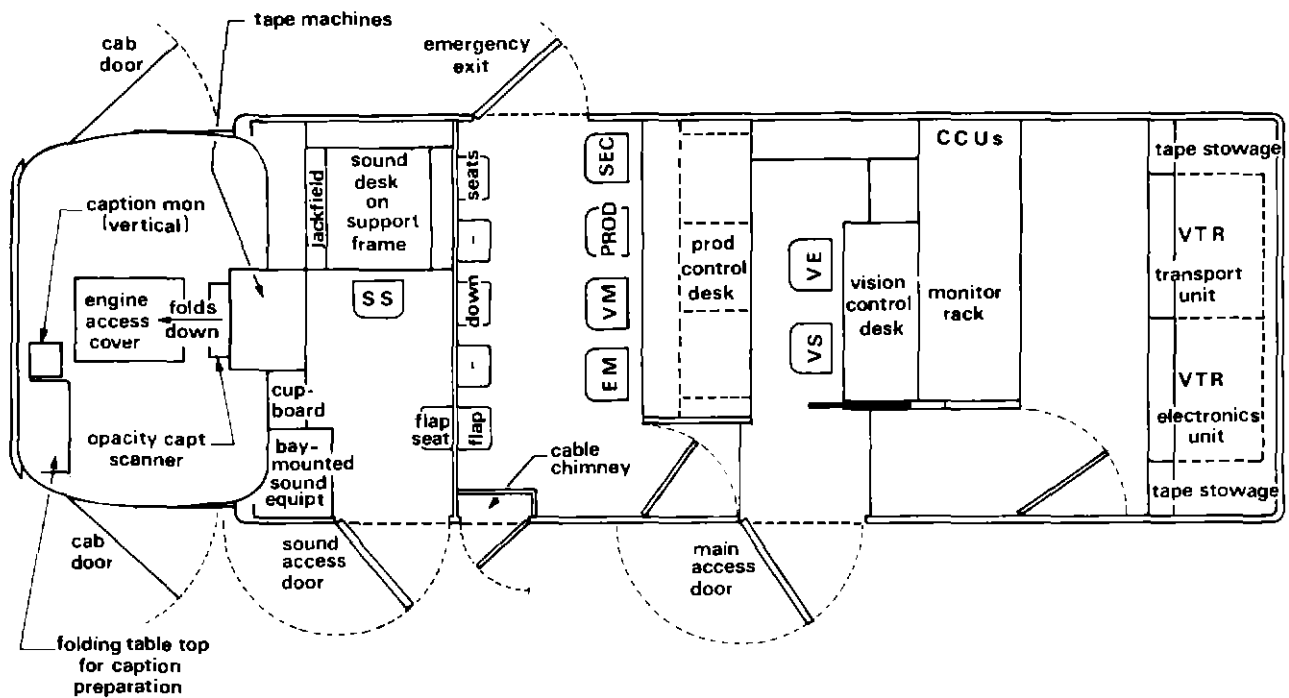 tape machines
cab
door
emergency
exit
caption mon
(vertical)
engine
access
cover
folds
down
jackfield
sound
desk
on
support
frame
SS
seats
-
down
-
flap
flap
seat
SEC
PROD
VM
EM
prod
control
desk
VE
VS
vision
control
desk
CCUs
monitor
rack
tape stowage
VTR
transport
unit
VTR
electronics
unit
tape stowage
cup-
board
bay-
mounted
sound
equipt
opacity capt
scanner
cable
chimney
cab
door
sound
access
door
main
access
door
folding table top
for caption
preparation